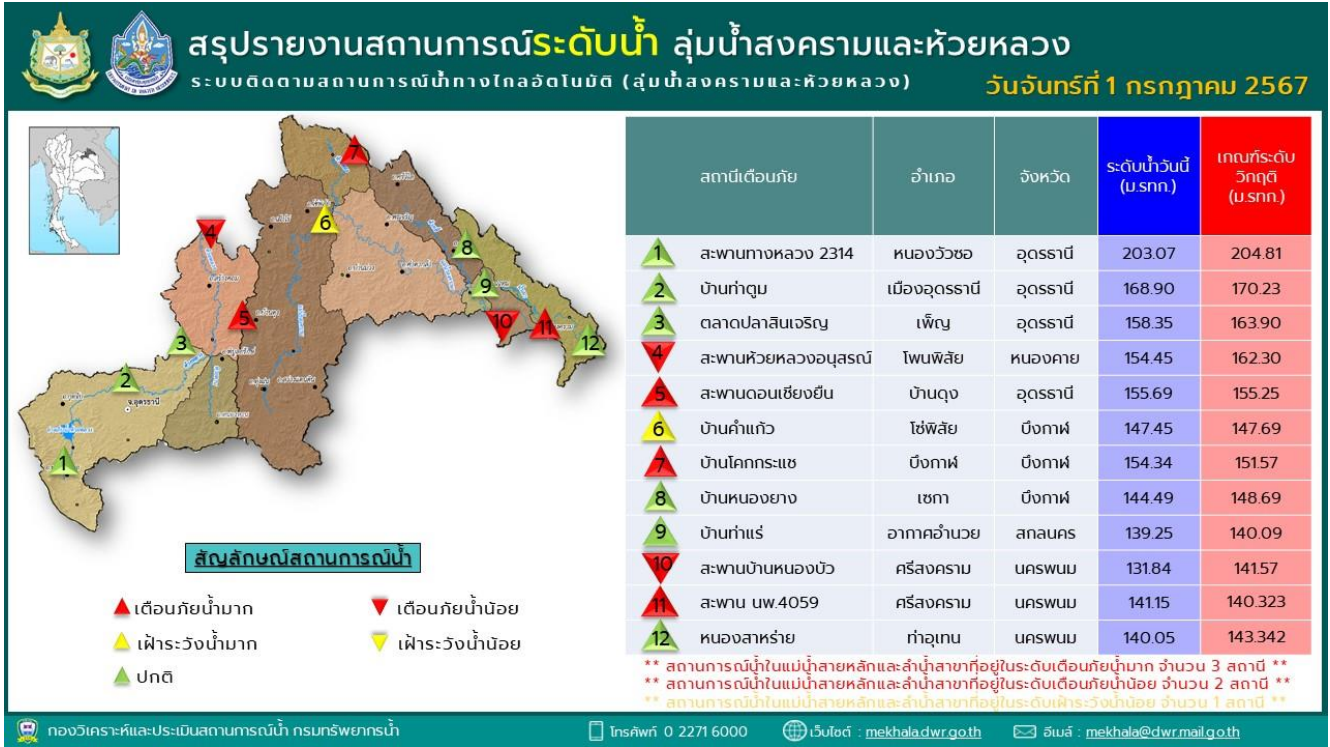 สรุปรายงานสถานการณ์ระดับน้ำ ลุ่มน้ำสงครามและห้วยหลวง
ระบบติดตามสถานการณ์น้ำทางไกลอัตโนมัติ (ลุ่มน้ำสงครามและห้วยหลวง)
วันจันทร์ที่ 1 กรกฎาคม 2567
7
6
4
8
9
5
10
11
3
12
2
จ.อุดรธานี
1
สัญลักษณ์สถานการณ์น้ำ
เตือนภัยน้ำมาก
เตือนภัยน้ำน้อย
เฝ้าระวังน้ำมาก
เฝ้าระวังน้ำน้อย
ปกติ
สถานีเตือนภัย อำเภอ จังหวัด ระดับน้ำวันนี้ (ม.รทก.) เกณฑ์ระดับวิกฤติ (ม.รทก.)
1 สะพานทางหลวง 2314 หนองวัวซอ อุดรธานี 203.07 204.81
2 บ้านท่าตูม เมืองอุดรธานี อุดรธานี 168.90 170.23
3 ตลาดปลาสินเจริญ เพ็ญ อุดรธานี 158.35 163.90
4 สะพานห้วยหลวงอนุสรณ์ โพนพิสัย หนองคาย 154.45 162.30
5 สะพานดอนเชียงยืน บ้านดุง อุดรธานี 155.69 155.25
6 บ้านคำแก้ว โซ่พิสัย บึงกาฬ 147.45 147.69
7 บ้านโคกกระแซ บึงกาฬ บึงกาฬ 154.34 151.57
8 บ้านหนองยาง เซกา บึงกาฬ 144.49 148.69
9 บ้านท่าแร่ อากาศอำนวย สกลนคร 139.25 140.09
10 สะพานบ้านหนองบัว ศรีสงคราม นครพนม 131.84 141.57
11 สะพาน นพ.4059 ศรีสงคราม นครพนม 141.15 140.323
12 หนองสาหร่าย ท่าอุเทน นครพนม 140.05 143.342
** สถานการณ์น้ำในแม่น้ำสายหลักและลำน้ำสาขาที่อยู่ในระดับเตือนภัยน้ำมาก จำนวน 3 สถานี **
** สถานการณ์น้ำในแม่น้ำสายหลักและลำน้ำสาขาที่อยู่ในระดับเตือนภัยน้ำน้อย จำนวน 2 สถานี **
** สถานการณ์น้ำในแม่น้ำสายหลักและลำน้ำสาขาที่อยู่ในระดับเฝ้าระวังน้ำน้อย จำนวน 1 สถานี **
กองวิเคราะห์และประเมินสถานการณ์น้ำ กรมทรัพยากรน้ำ
โทรศัพท์ 0 2271 6000
เว็บไซต์ : mekhala.dwr.go.th
อีเมล์ : mekhala@dwr.mail.go.th